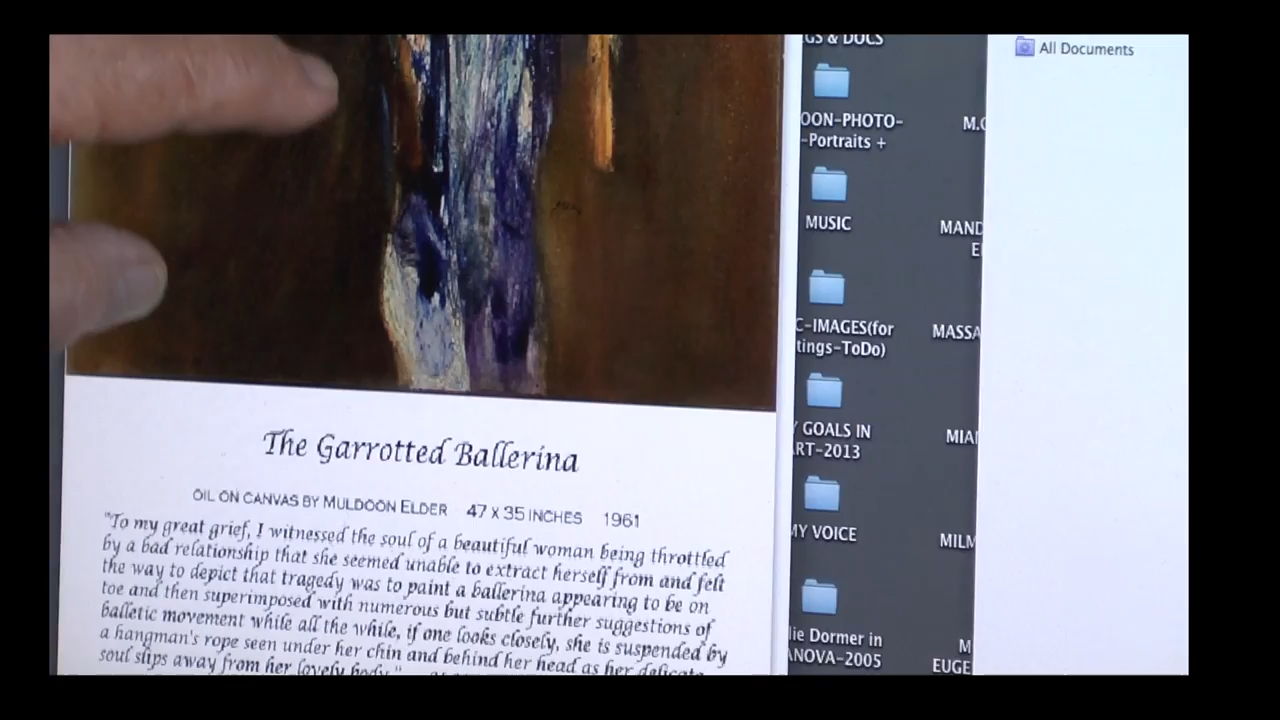 The Garrotted Ballerina
OIL ON CANVAS BY MULDOON ELDER 47 X 35 INCHES 1961
"To my great grief, I witnessed the soul of a beautiful woman being throttled
by a bad relationship that she seemed unable to extract herself from and felt
the way to depict that tragedy was to paint a ballerina appearing to be on
toe and then superimposed with numerous but subtle further suggestions of
balletic movement while all the while, if one looks closely, she is suspended by
a hangman's rope seen under her chin and behind her head as her delicate
soul slips away from her lovely body."
GS & DOCS
OON-PHOTO-
-Portraits +
MUSIC
C-IMAGES(for
tings-ToDo)
Y GOALS IN
RT-2013
MY VOICE
lie Dormer in
ANOVA-2005
M.C
MAND
E
MASSA
MIA
MILM
M
EUGE
All Documents